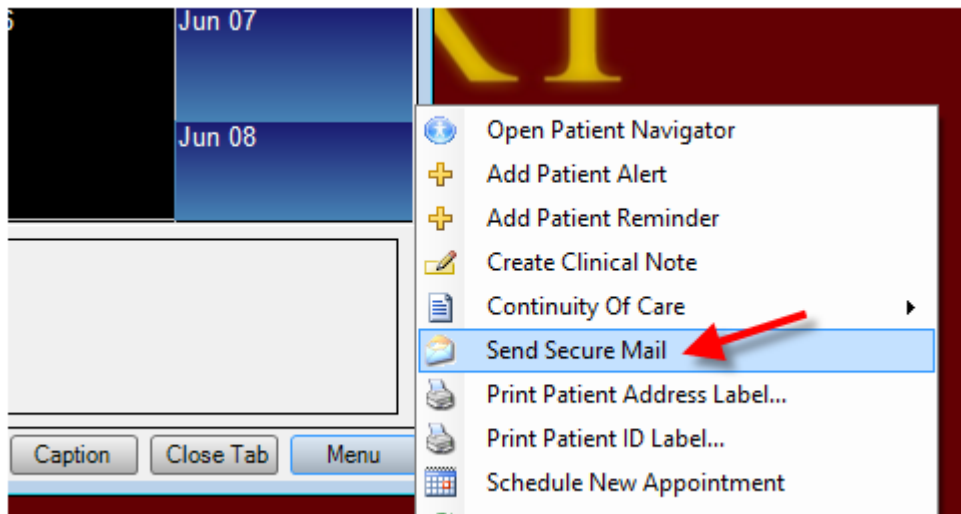 Jun 07
Jun 08
Open Patient Navigator
Add Patient Alert
Add Patient Reminder
Create Clinical Note
Continuity Of Care
Send Secure Mail
Print Patient Address Label...
Print Patient ID Label...
Schedule New Appointment
Caption
Close Tab
Menu